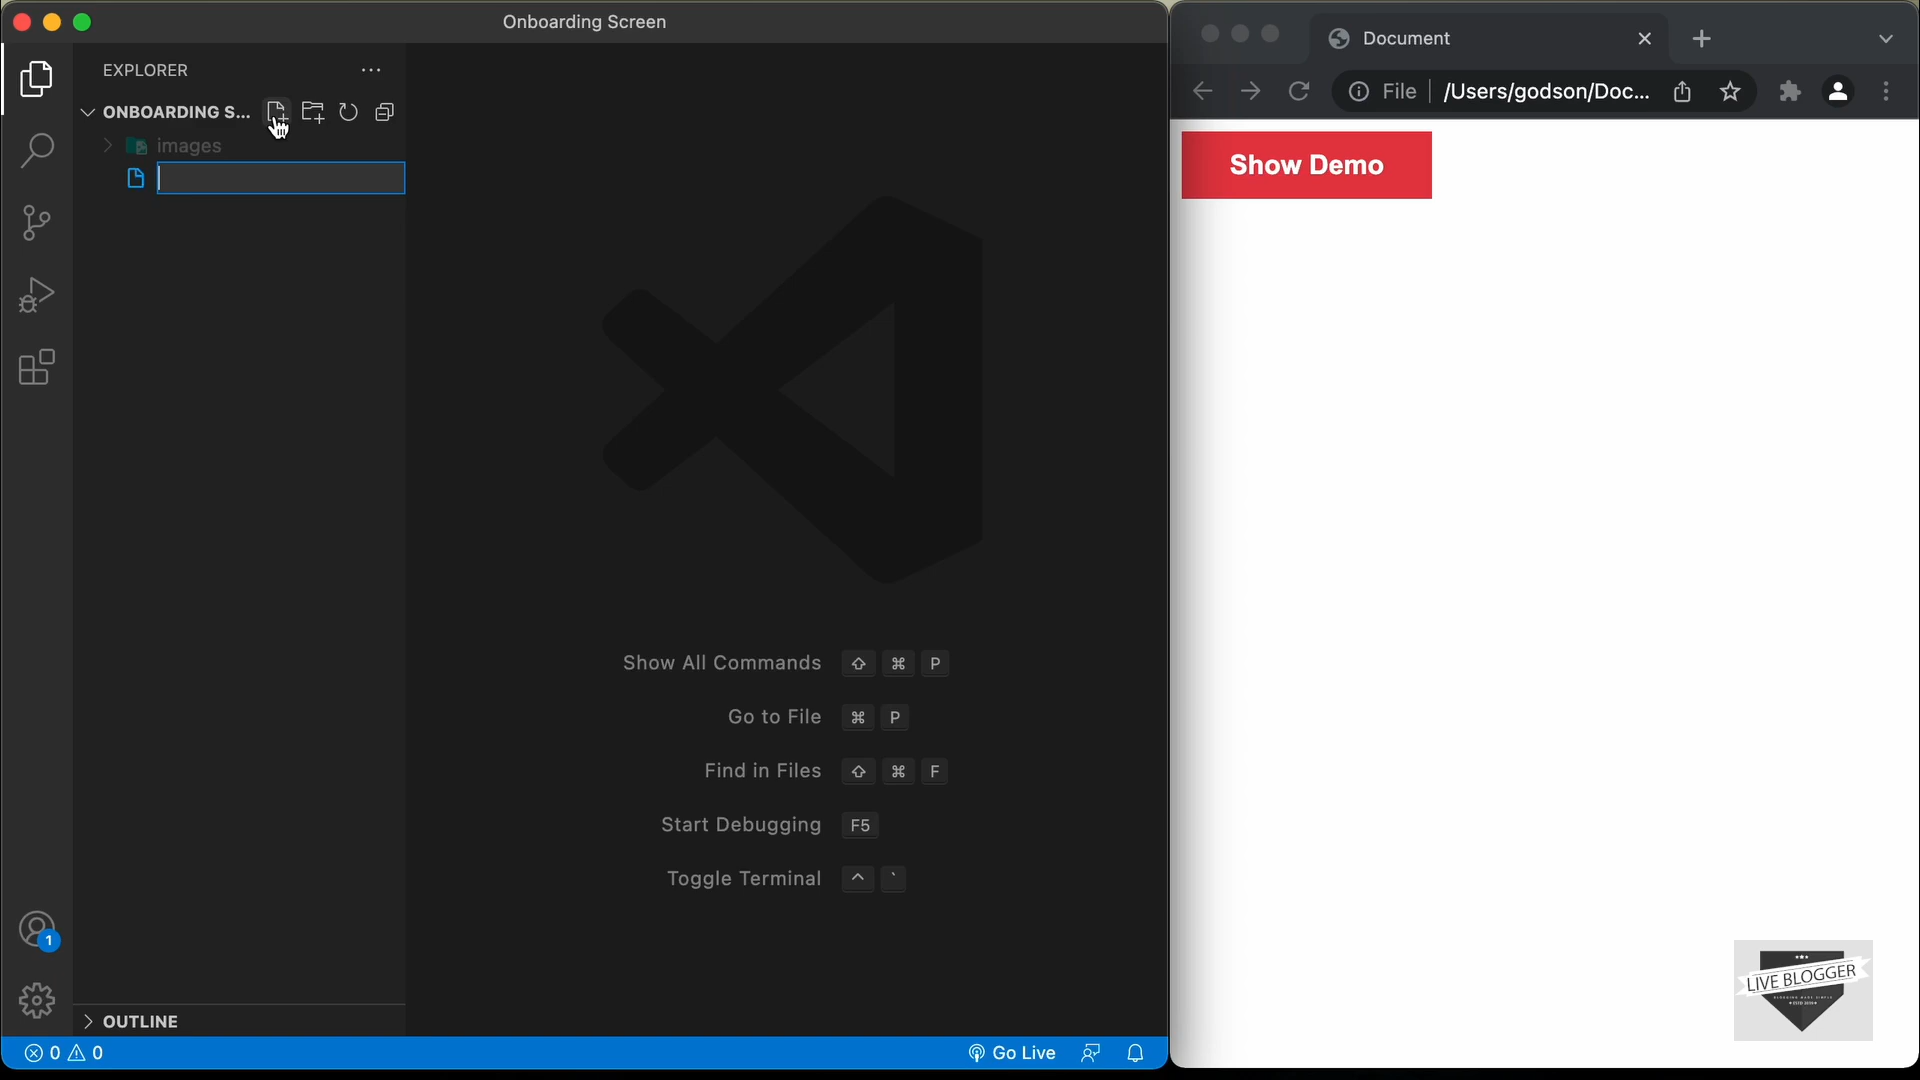 Onboarding Screen
EXPLORER
ONBOARDING S...
images
Show All Commands ⇧ ⌘ P
Go to File ⌘ P
Find in Files ⇧ ⌘ F
Start Debugging F5
Toggle Terminal ^ `
1
OUTLINE
0 0
Go Live
Document
File /Users/godson/Doc...
Show Demo
LIVE BLOGGER